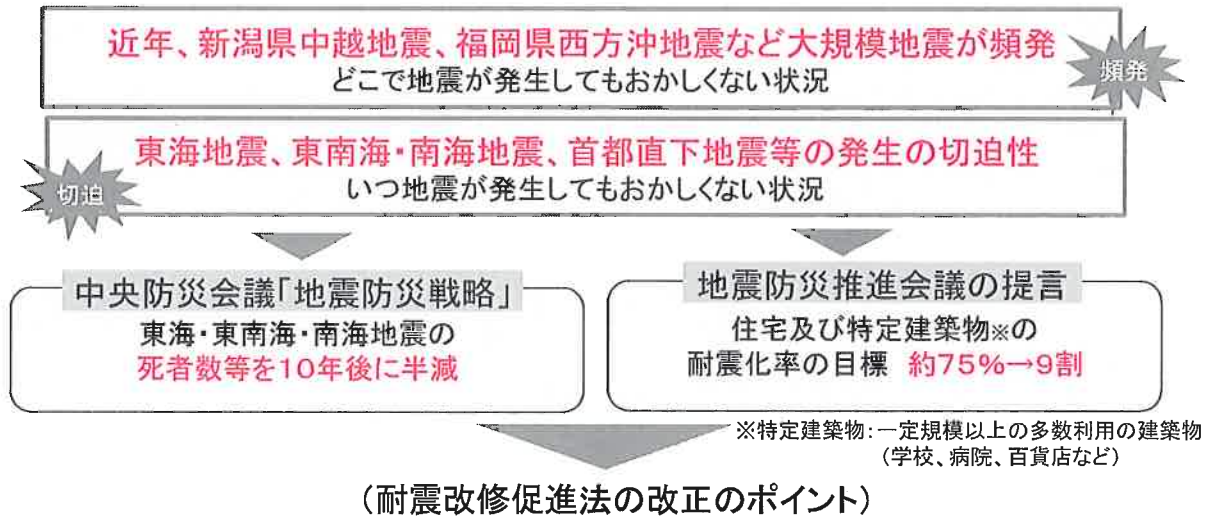 近年、新潟県中越地震、福岡県西方沖地震など大規模地震が頻発
どこで地震が発生してもおかしくない状況
頻発
東海地震、東南海・南海地震、首都直下地震等の発生の切迫性
いつ地震が発生してもおかしくない状況
切迫
中央防災会議「地震防災戦略」
東海・東南海・南海地震の
死者数等を10年後に半減
地震防災推進会議の提言
住宅及び特定建築物※の
耐震化率の目標 約75%→9割
※特定建築物:一定規模以上の多数利用の建築物
(学校、病院、百貨店など)
(耐震改修促進法の改正のポイント)